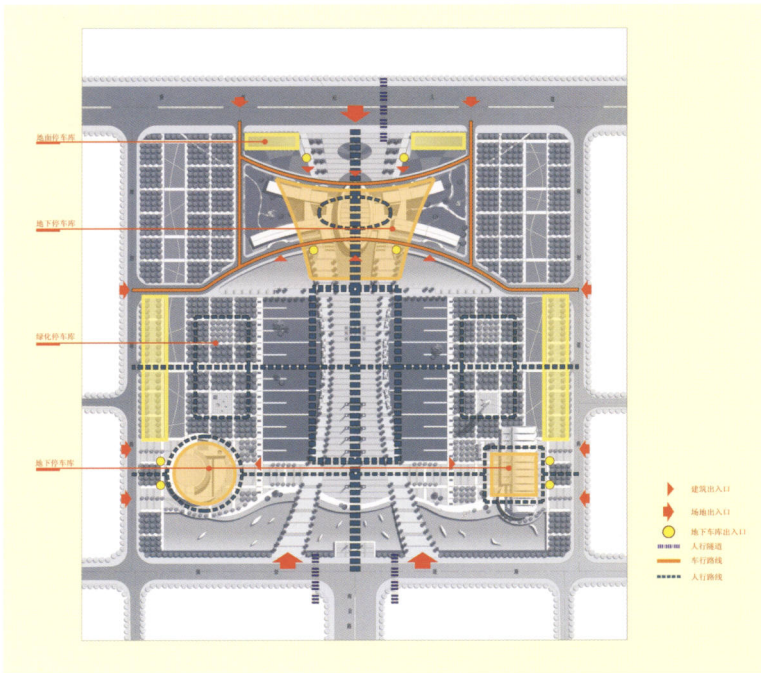 地面停车库
地下停车库
绿化停车库
地下停车库
建筑出入口
场地出入口
地下车库出入口
人行隧道
车行路线
人行路线